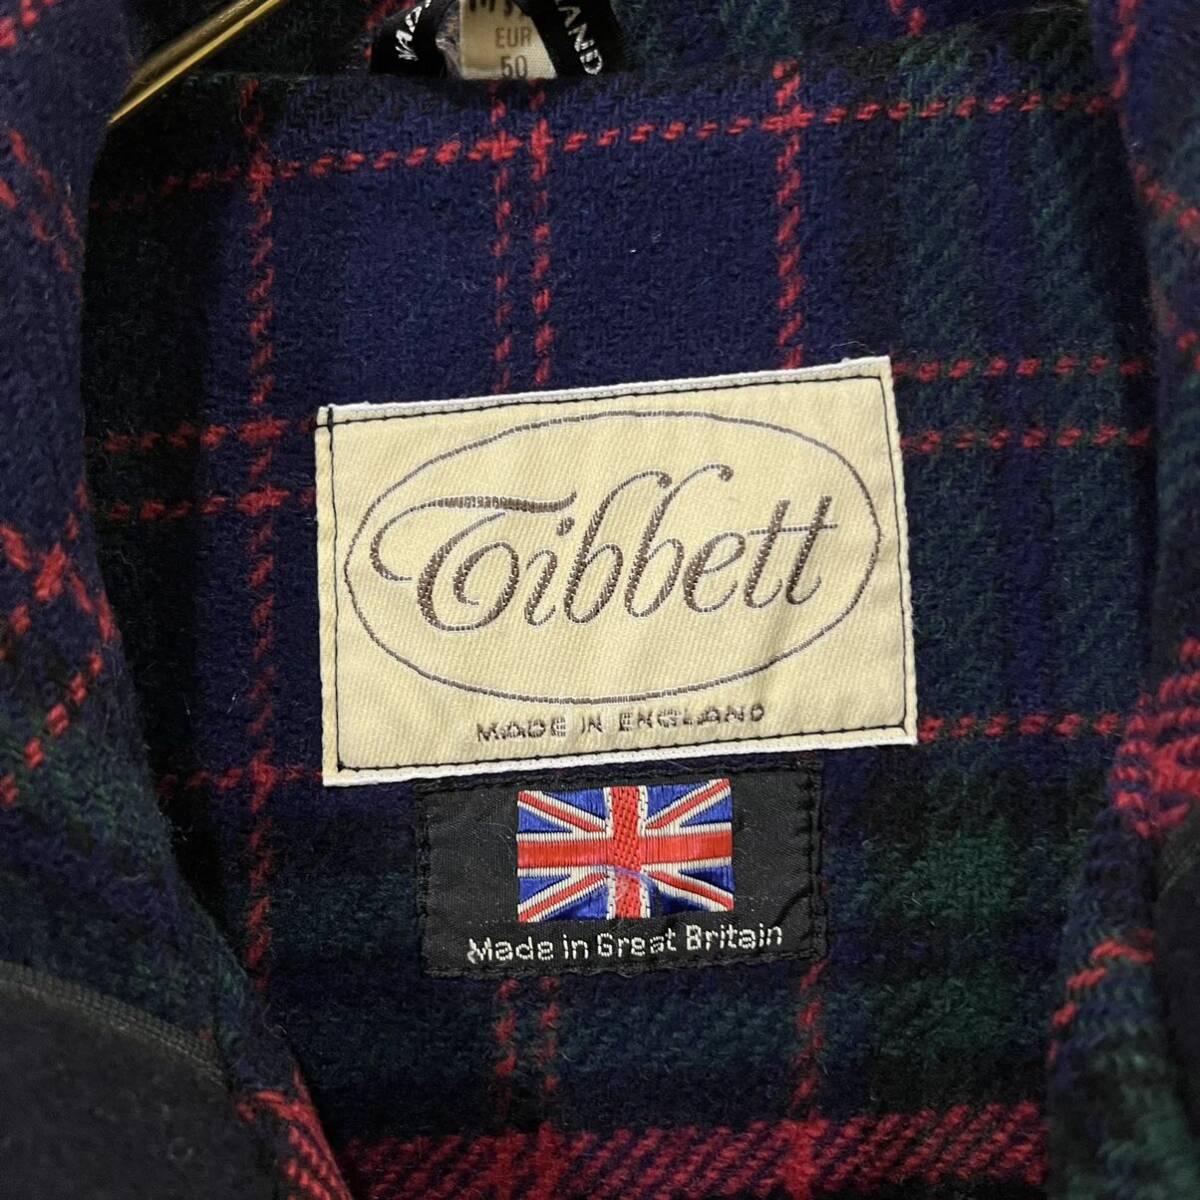 EUR
50
Tibbett
MADE IN ENGLAND
Made in Great Britain